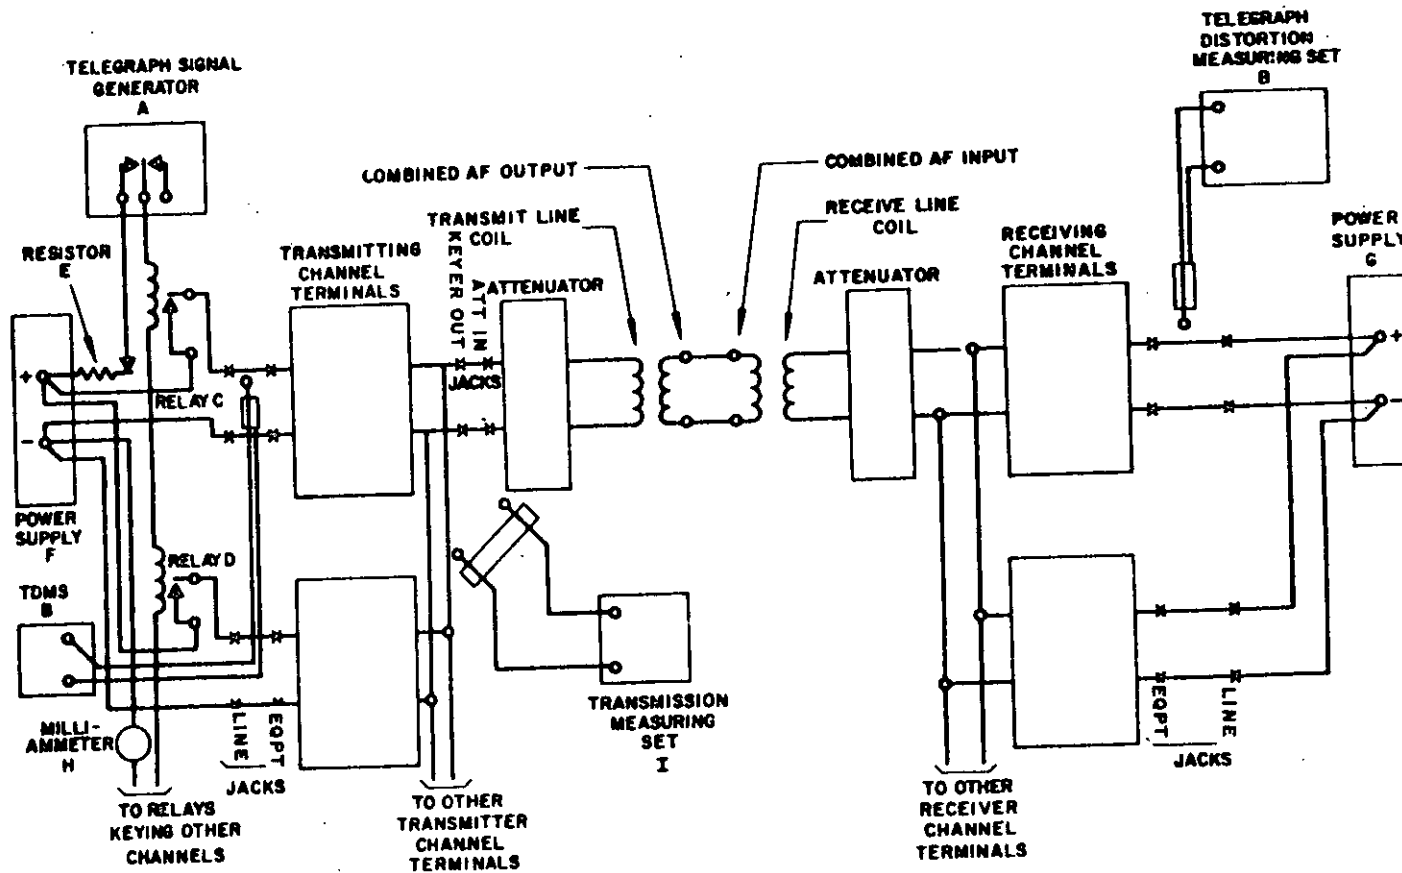 TELEGRAPH SIGNAL
GENERATOR
A
TELEGRAPH
DISTORTION
MEASURING SET
B
COMBINED AF OUTPUT
COMBINED AF INPUT
TRANSMIT LINE
COIL
RECEIVE LINE
COIL
RESISTOR
E
TRANSMITTING
CHANNEL
TERMINALS
KEYER OUT
ATT IN
JACKS
ATTENUATOR
ATTENUATOR
RECEIVING
CHANNEL
TERMINALS
POWER
SUPPLY
G
+
-
+
-
RELAY C
POWER
SUPPLY
F
RELAY D
TDMS
B
MILLI-
AMMETER
H
LINE
EQPT
JACKS
TRANSMISSION
MEASURING
SET
I
EQPT
LINE
JACKS
TO RELAYS
KEYING OTHER
CHANNELS
TO OTHER
TRANSMITTER
CHANNEL
TERMINALS
TO OTHER
RECEIVER
CHANNEL
TERMINALS